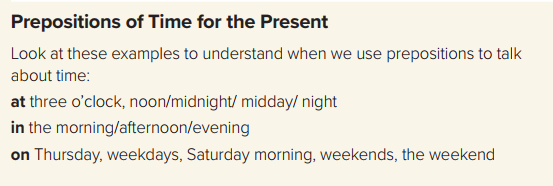 Prepositions of Time for the Present
Look at these examples to understand when we use prepositions to talk
about time:
at three o’clock, noon/midnight/ midday/ night
in the morning/afternoon/evening
on Thursday, weekdays, Saturday morning, weekends, the weekend